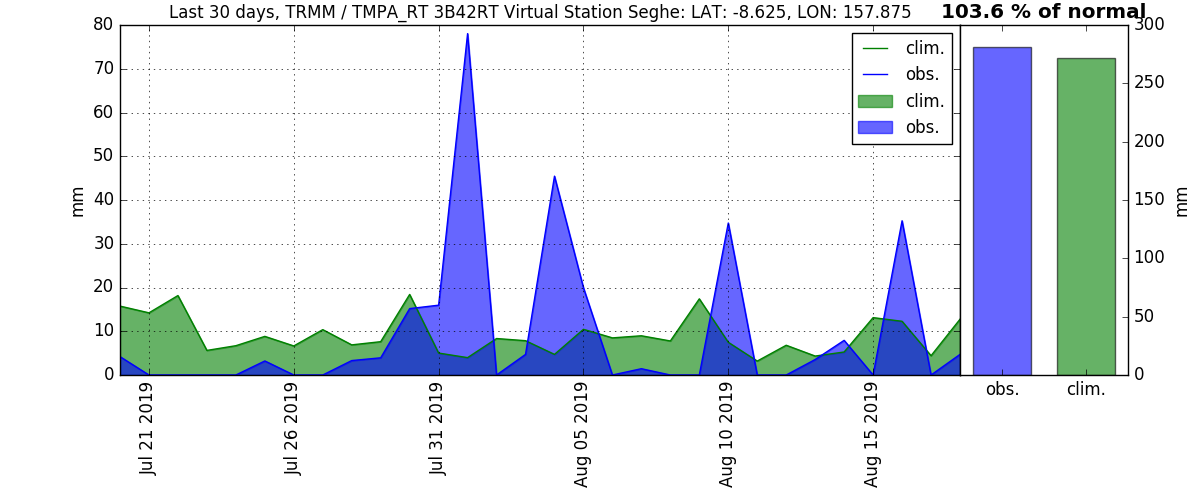 Last 30 days, TRMM / TMPA_RT 3B42RT Virtual Station Seghe: LAT: -8.625, LON: 157.875
103.6 % of normal
80
70
60
50
40
30
20
10
0
mm
clim.
obs.
clim.
obs.
Jul 21 2019
Jul 26 2019
Jul 31 2019
Aug 05 2019
Aug 10 2019
Aug 15 2019
300
250
200
150
100
50
0
mm
obs.
clim.